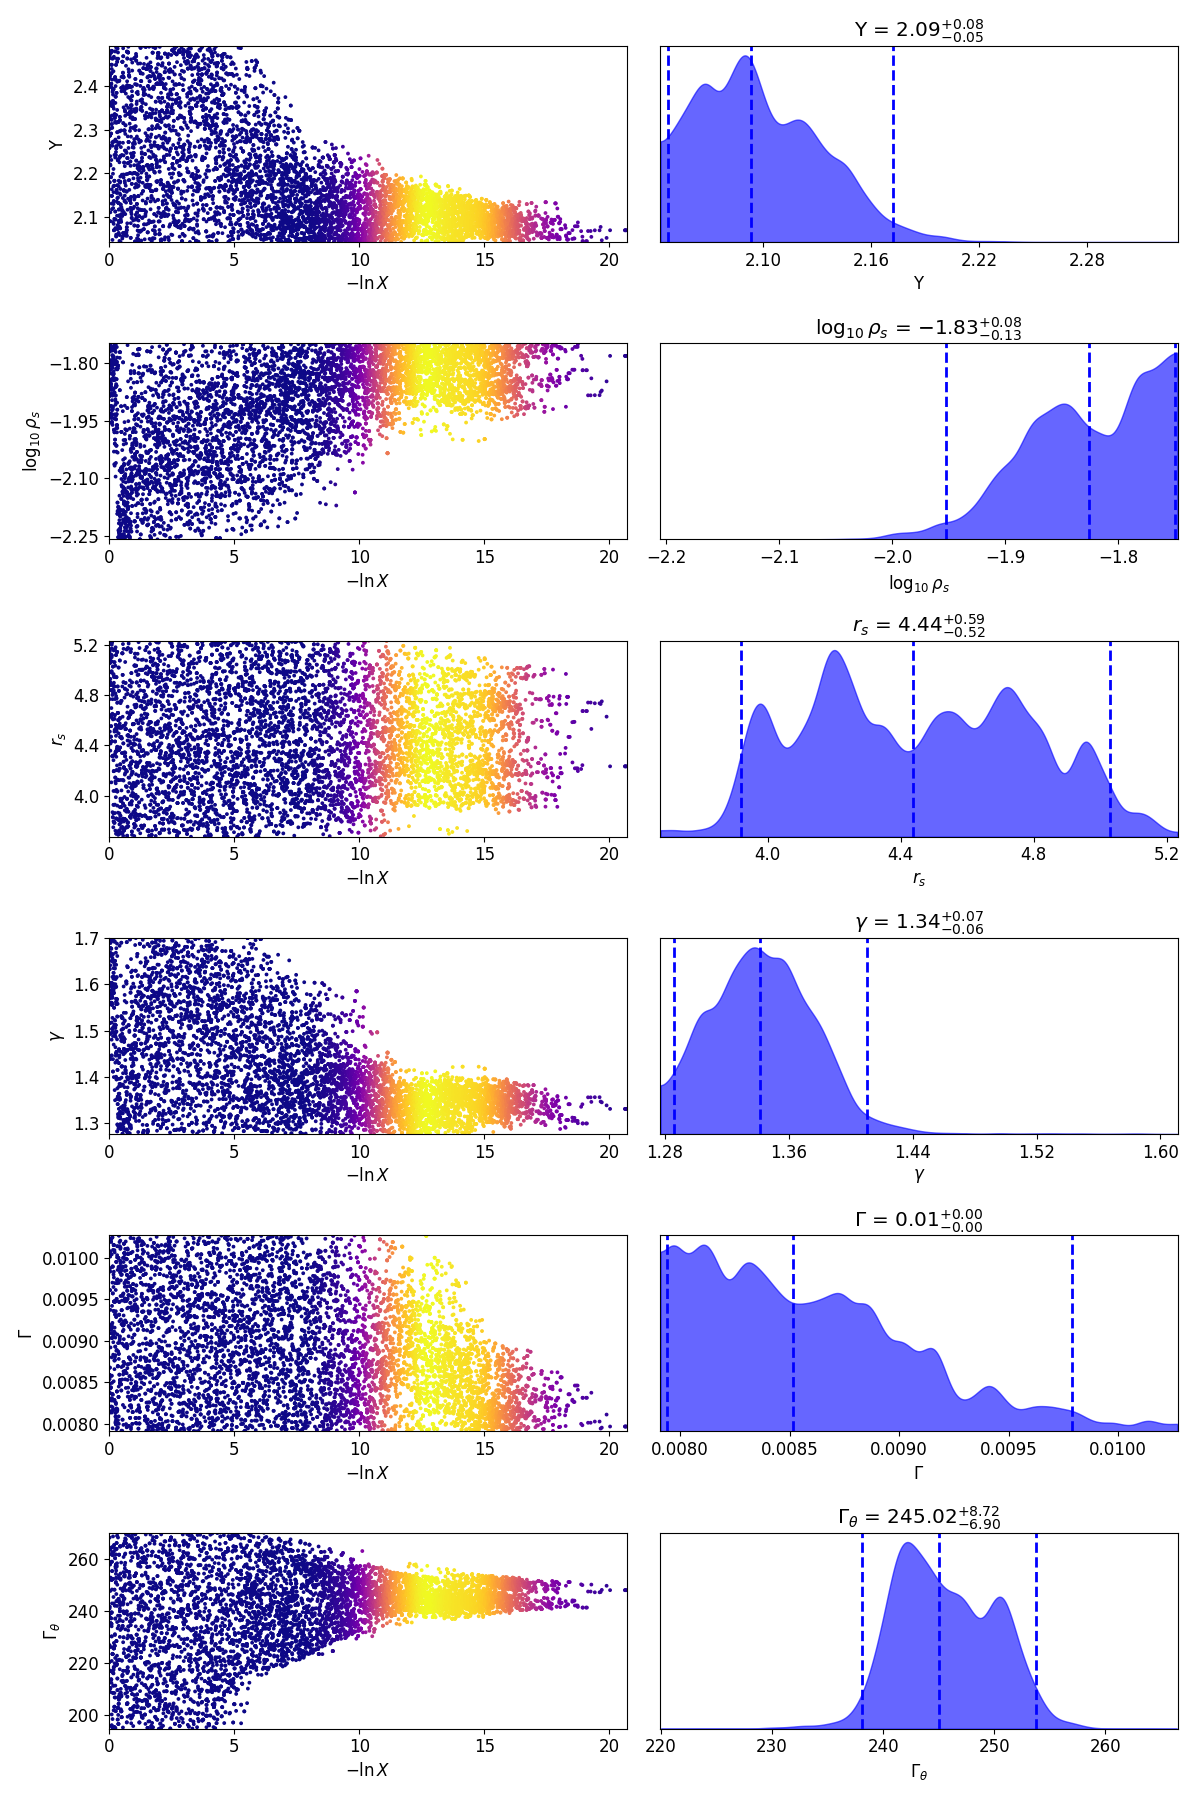 Υ = 2.09^{+0.08}_{-0.05}
2.4
2.3
2.2
2.1
Υ
0 5 10 15 20
−ln X
2.10 2.16 2.22 2.28
Υ
log₁₀ ρₛ = −1.83^{+0.08}_{-0.13}
−1.80
−1.95
−2.10
−2.25
log₁₀ ρₛ
0 5 10 15 20
−ln X
−2.2 −2.1 −2.0 −1.9 −1.8
log₁₀ ρₛ
rₛ = 4.44^{+0.59}_{-0.52}
5.2
4.8
4.4
4.0
rₛ
0 5 10 15 20
−ln X
4.0 4.4 4.8 5.2
rₛ
γ = 1.34^{+0.07}_{-0.06}
1.7
1.6
1.5
1.4
1.3
γ
0 5 10 15 20
−ln X
1.28 1.36 1.44 1.52 1.60
γ
Γ = 0.01^{+0.00}_{-0.00}
0.0100
0.0095
0.0090
0.0085
0.0080
Γ
0 5 10 15 20
−ln X
0.0080 0.0085 0.0090 0.0095 0.0100
Γ
Γ_θ = 245.02^{+8.72}_{-6.90}
260
240
220
200
Γ_θ
0 5 10 15 20
−ln X
220 230 240 250 260
Γ_θ